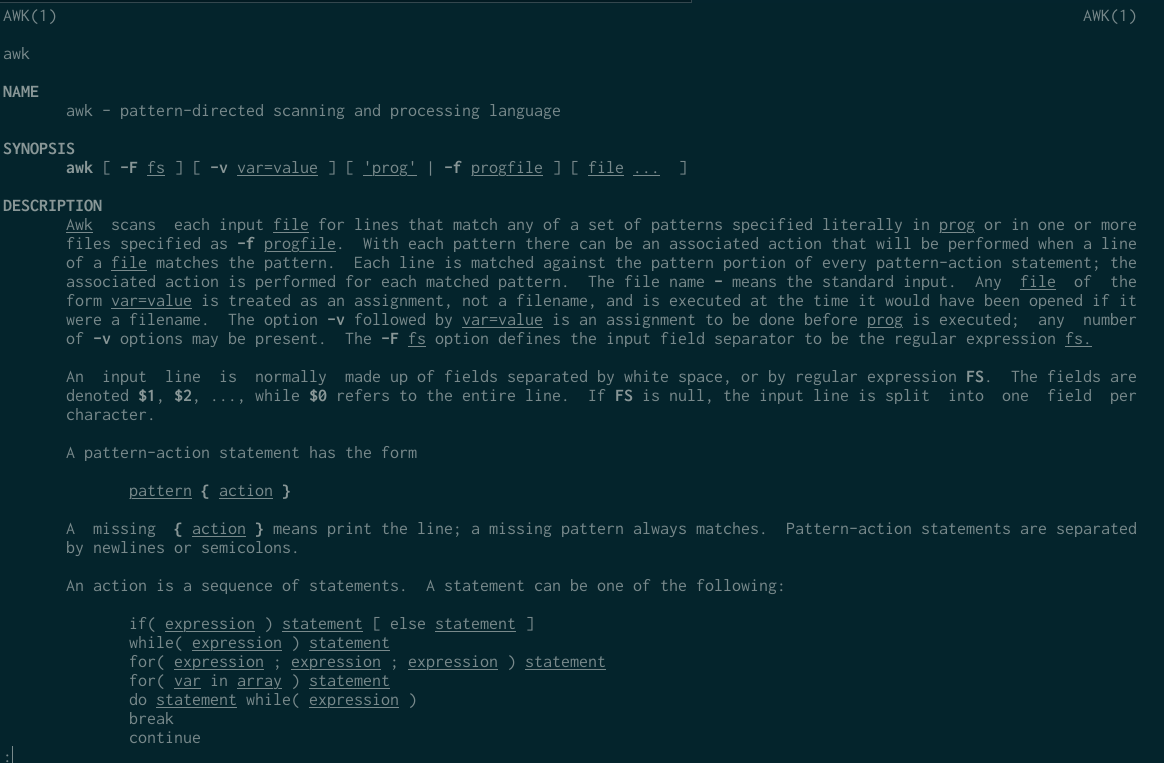 AWK(1) AWK(1)
awk
NAME
awk - pattern-directed scanning and processing language
SYNOPSIS
awk [ -F fs ] [ -v var=value ] [ 'prog' | -f progfile ] [ file ... ]
DESCRIPTION
Awk scans each input file for lines that match any of a set of patterns specified literally in prog or in one or more
files specified as -f progfile. With each pattern there can be an associated action that will be performed when a line
of a file matches the pattern. Each line is matched against the pattern portion of every pattern-action statement; the
associated action is performed for each matched pattern. The file name - means the standard input. Any file of the
form var=value is treated as an assignment, not a filename, and is executed at the time it would have been opened if it
were a filename. The option -v followed by var=value is an assignment to be done before prog is executed; any number
of -v options may be present. The -F fs option defines the input field separator to be the regular expression fs.
An input line is normally made up of fields separated by white space, or by regular expression FS. The fields are
denoted $1, $2, ..., while $0 refers to the entire line. If FS is null, the input line is split into one field per
character.
A pattern-action statement has the form
pattern { action }
A missing { action } means print the line; a missing pattern always matches. Pattern-action statements are separated
by newlines or semicolons.
An action is a sequence of statements. A statement can be one of the following:
if( expression ) statement [ else statement ]
while( expression ) statement
for( expression ; expression ; expression ) statement
for( var in array ) statement
do statement while( expression )
break
continue
: